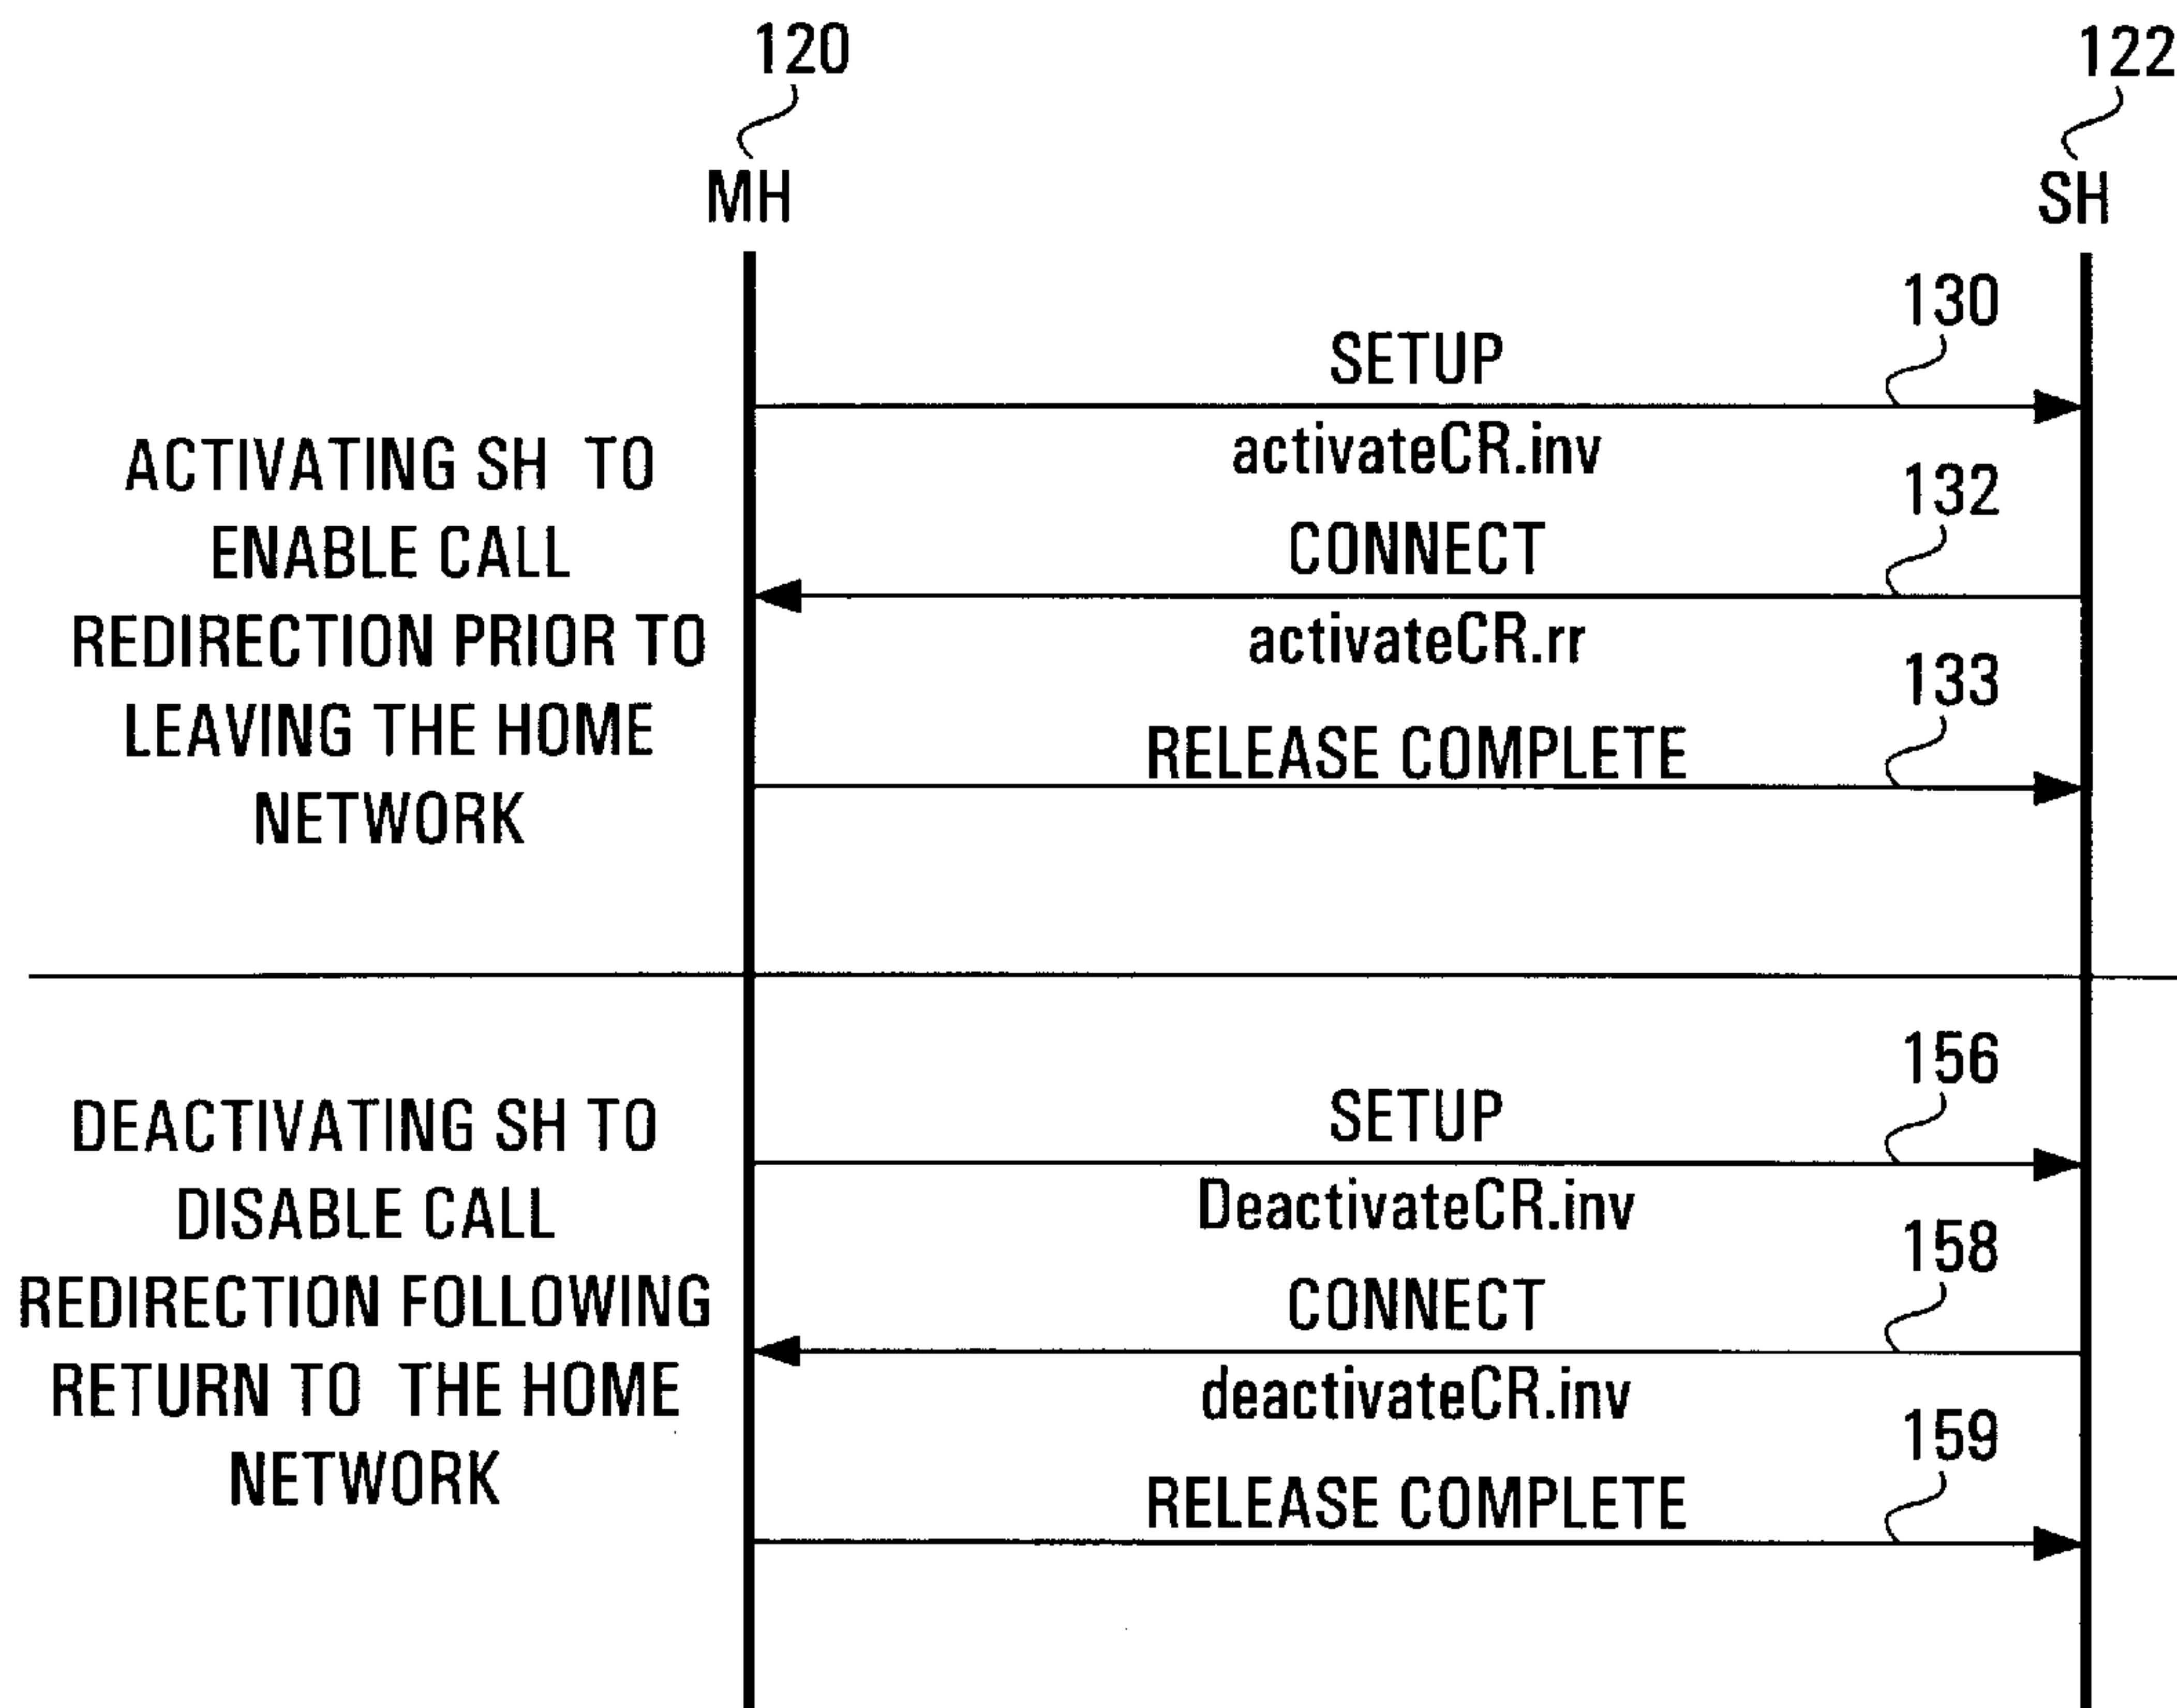 120
122
MH
SH
130
SETUP
activateCR.inv
132
CONNECT
activateCR.rr
133
RELEASE COMPLETE
ACTIVATING SH TO
ENABLE CALL
REDIRECTION PRIOR TO
LEAVING THE HOME
NETWORK
156
SETUP
DeactivateCR.inv
158
CONNECT
deactivateCR.inv
159
RELEASE COMPLETE
DEACTIVATING SH TO
DISABLE CALL
REDIRECTION FOLLOWING
RETURN TO THE HOME
NETWORK